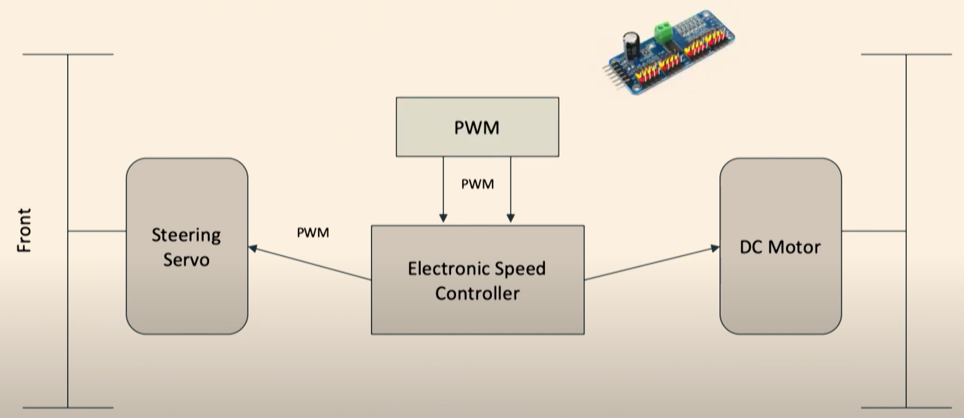 PWM
PWM
PWM
Front
Steering
Servo
Electronic Speed
Controller
DC Motor